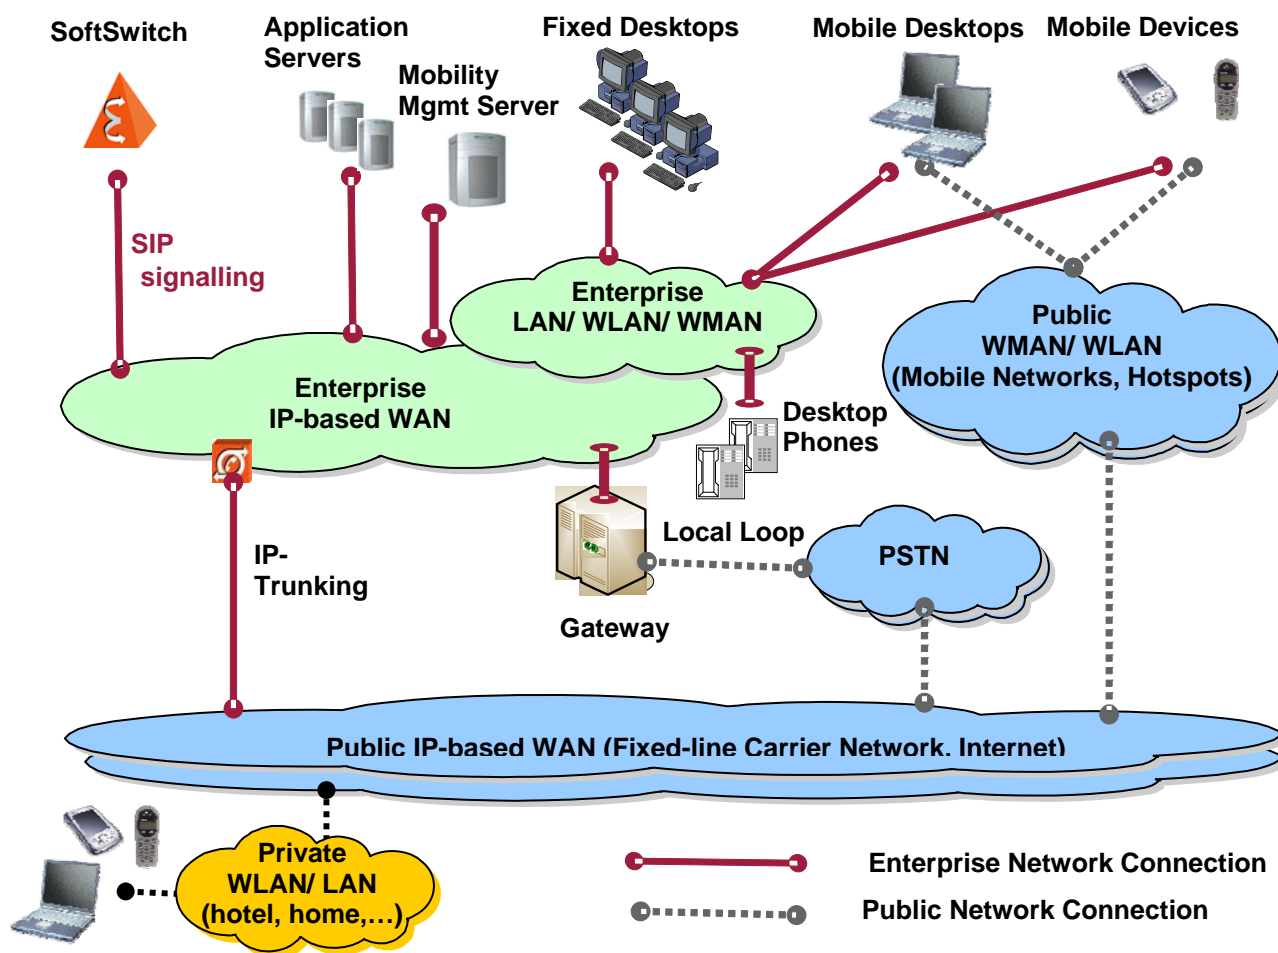 SoftSwitch
Application
Servers
Mobility
Mgmt Server
Fixed Desktops
Mobile Desktops
Mobile Devices
SIP
signalling
Enterprise
LAN/ WLAN/ WMAN
Public
WMAN/ WLAN
(Mobile Networks, Hotspots)
Enterprise
IP-based WAN
Desktop
Phones
Local Loop
PSTN
IP-
Trunking
Gateway
Public IP-based WAN (Fixed-line Carrier Network, Internet)
Private
WLAN/ LAN
(hotel, home,...)
Enterprise Network Connection
Public Network Connection